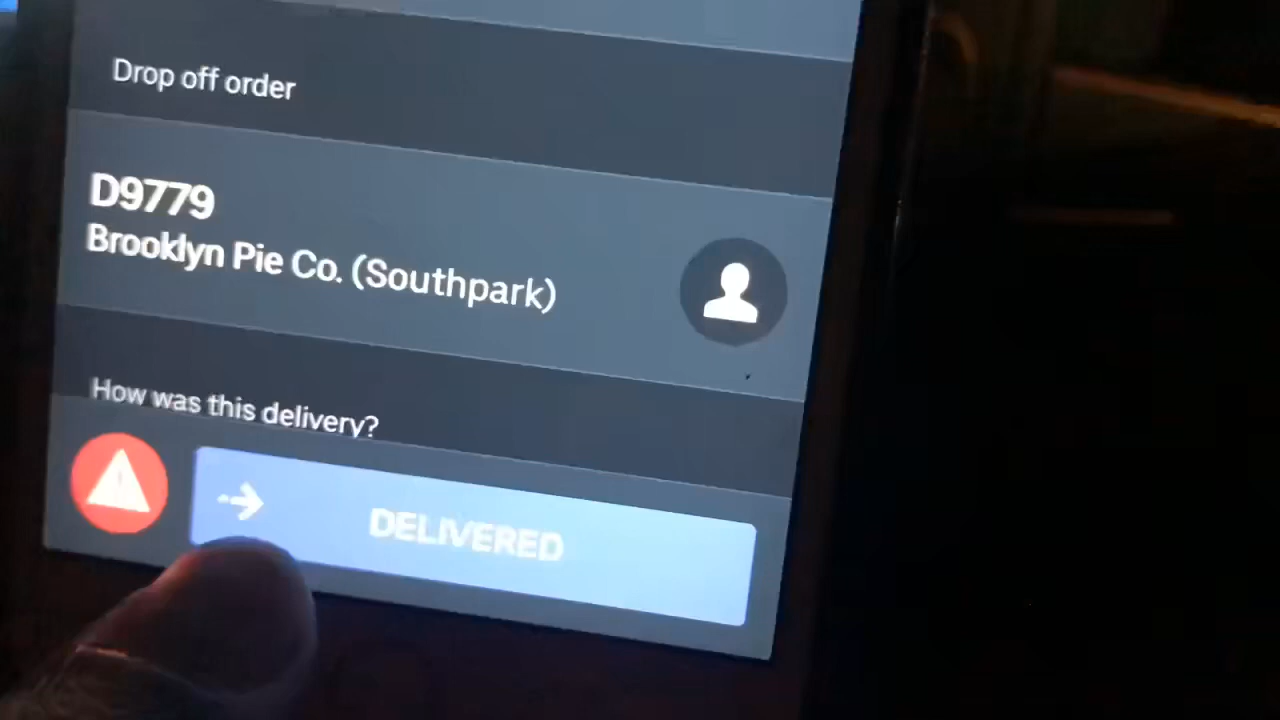 Drop off order
D9779
Brooklyn Pie Co. (Southpark)
How was this delivery?
DELIVERED